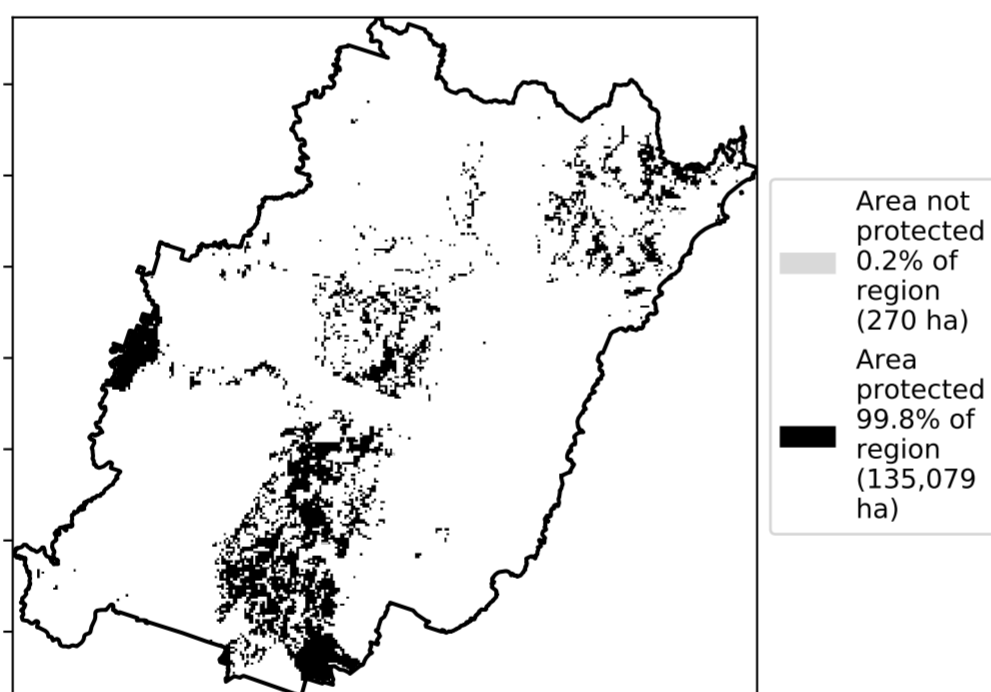 Area not
protected
0.2% of
region
(270 ha)
Area
protected
99.8% of
region
(135,079
ha)